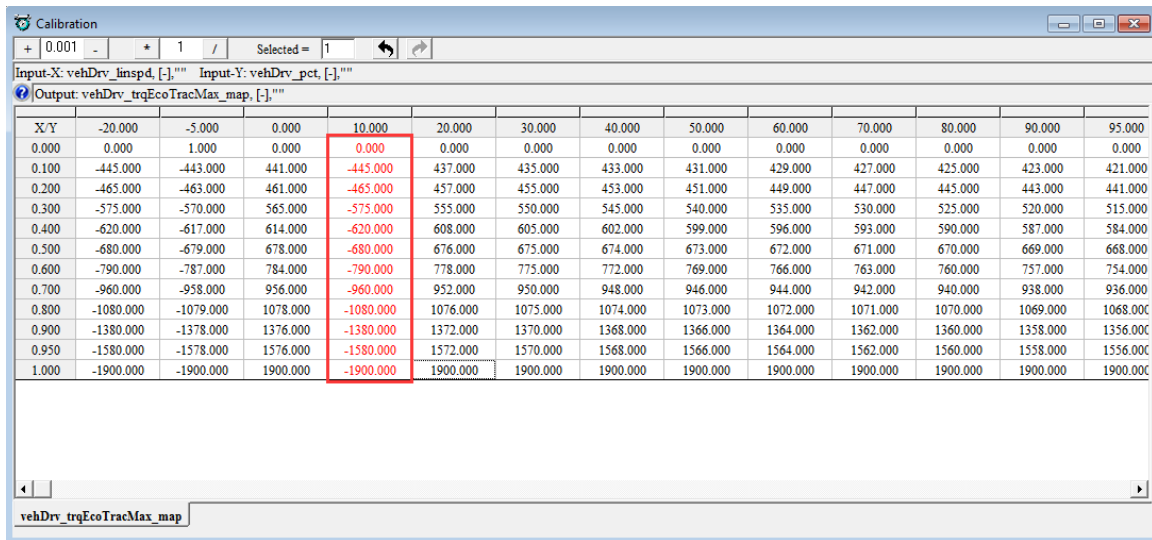 Calibration
+ 0.001 - * 1 / Selected = 1
Input-X: vehDrv_linspd, [-],"" Input-Y: vehDrv_pct, [-],""
Output: vehDrv_trqEcoTracMax_map, [-],""
X/Y -20.000 -5.000 0.000 10.000 20.000 30.000 40.000 50.000 60.000 70.000 80.000 90.000 95.000
0.000 0.000 1.000 0.000 0.000 0.000 0.000 0.000 0.000 0.000 0.000 0.000 0.000 0.000
0.100 -445.000 -443.000 441.000 -445.000 437.000 435.000 433.000 431.000 429.000 427.000 425.000 423.000 421.000
0.200 -465.000 -463.000 461.000 -465.000 457.000 455.000 453.000 451.000 449.000 447.000 445.000 443.000 441.000
0.300 -575.000 -570.000 565.000 -575.000 555.000 550.000 545.000 540.000 535.000 530.000 525.000 520.000 515.000
0.400 -620.000 -617.000 614.000 -620.000 608.000 605.000 602.000 599.000 596.000 593.000 590.000 587.000 584.000
0.500 -680.000 -679.000 678.000 -680.000 676.000 675.000 674.000 673.000 672.000 671.000 670.000 669.000 668.000
0.600 -790.000 -787.000 784.000 -790.000 778.000 775.000 772.000 769.000 766.000 763.000 760.000 757.000 754.000
0.700 -960.000 -958.000 956.000 -960.000 952.000 950.000 948.000 946.000 944.000 942.000 940.000 938.000 936.000
0.800 -1080.000 -1079.000 1078.000 -1080.000 1076.000 1075.000 1074.000 1073.000 1072.000 1071.000 1070.000 1069.000 1068.000
0.900 -1380.000 -1378.000 1376.000 -1380.000 1372.000 1370.000 1368.000 1366.000 1364.000 1362.000 1360.000 1358.000 1356.000
0.950 -1580.000 -1578.000 1576.000 -1580.000 1572.000 1570.000 1568.000 1566.000 1564.000 1562.000 1560.000 1558.000 1556.000
1.000 -1900.000 -1900.000 1900.000 -1900.000 1900.000 1900.000 1900.000 1900.000 1900.000 1900.000 1900.000 1900.000 1900.000
vehDrv_trqEcoTracMax_map